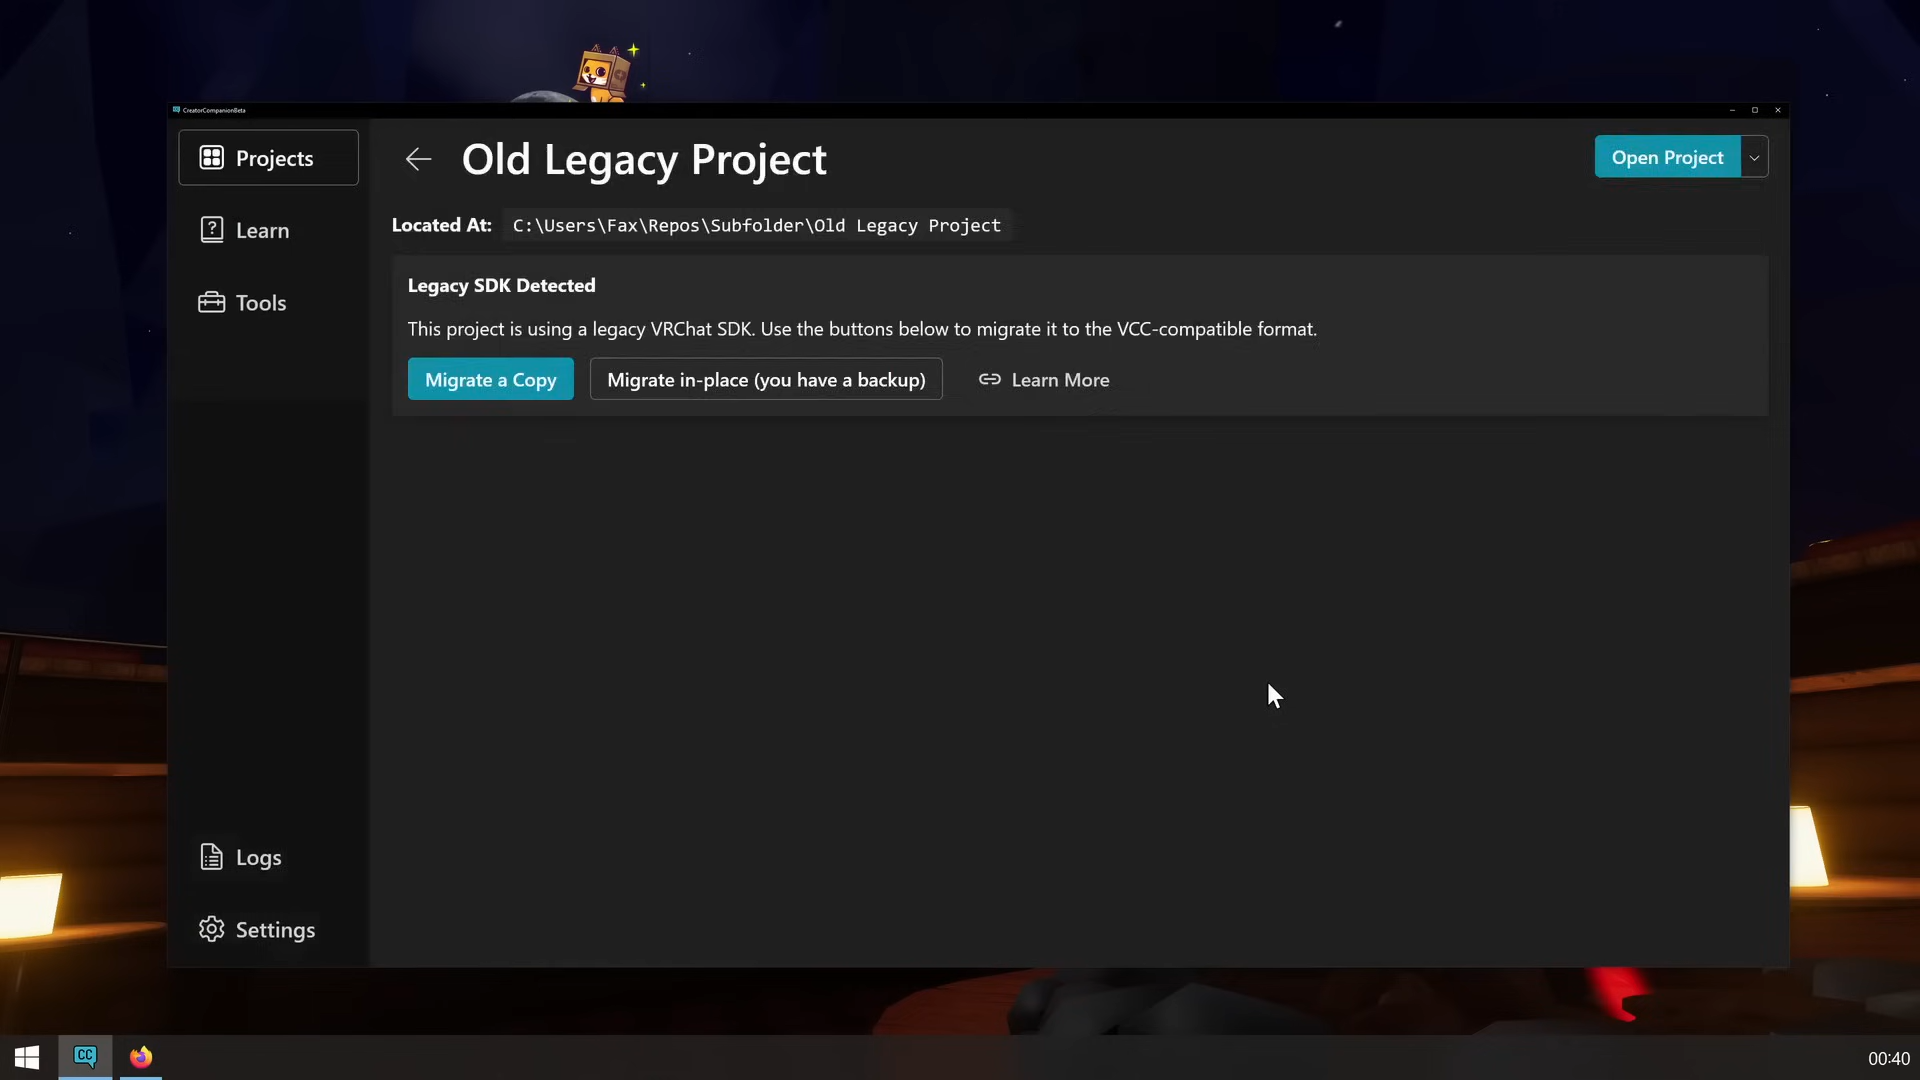 CreatorCompanionBeta
Projects
Old Legacy Project
Open Project
Learn
Located At: C:\Users\Fax\Repos\Subfolder\Old Legacy Project
Tools
Legacy SDK Detected
This project is using a legacy VRChat SDK. Use the buttons below to migrate it to the VCC-compatible format.
Migrate a Copy
Migrate in-place (you have a backup)
Learn More
Logs
Settings
CC
00:40